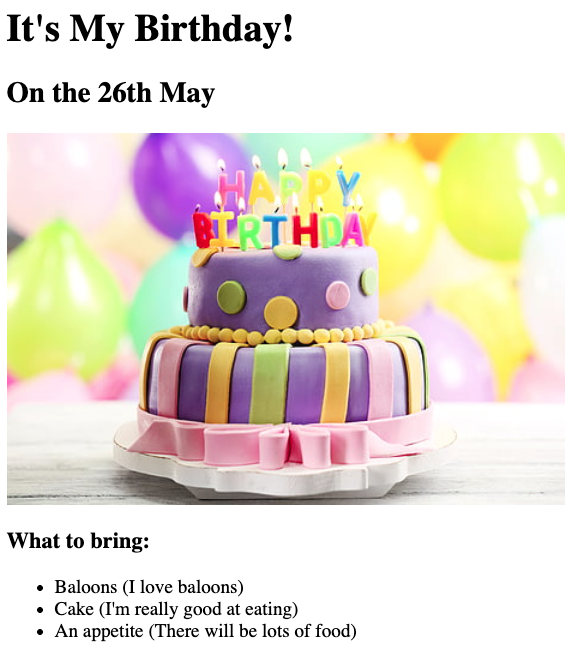 It's My Birthday!
On the 26th May
HAPPY
BIRTHDAY
What to bring:
Baloons (I love baloons)
Cake (I'm really good at eating)
An appetite (There will be lots of food)